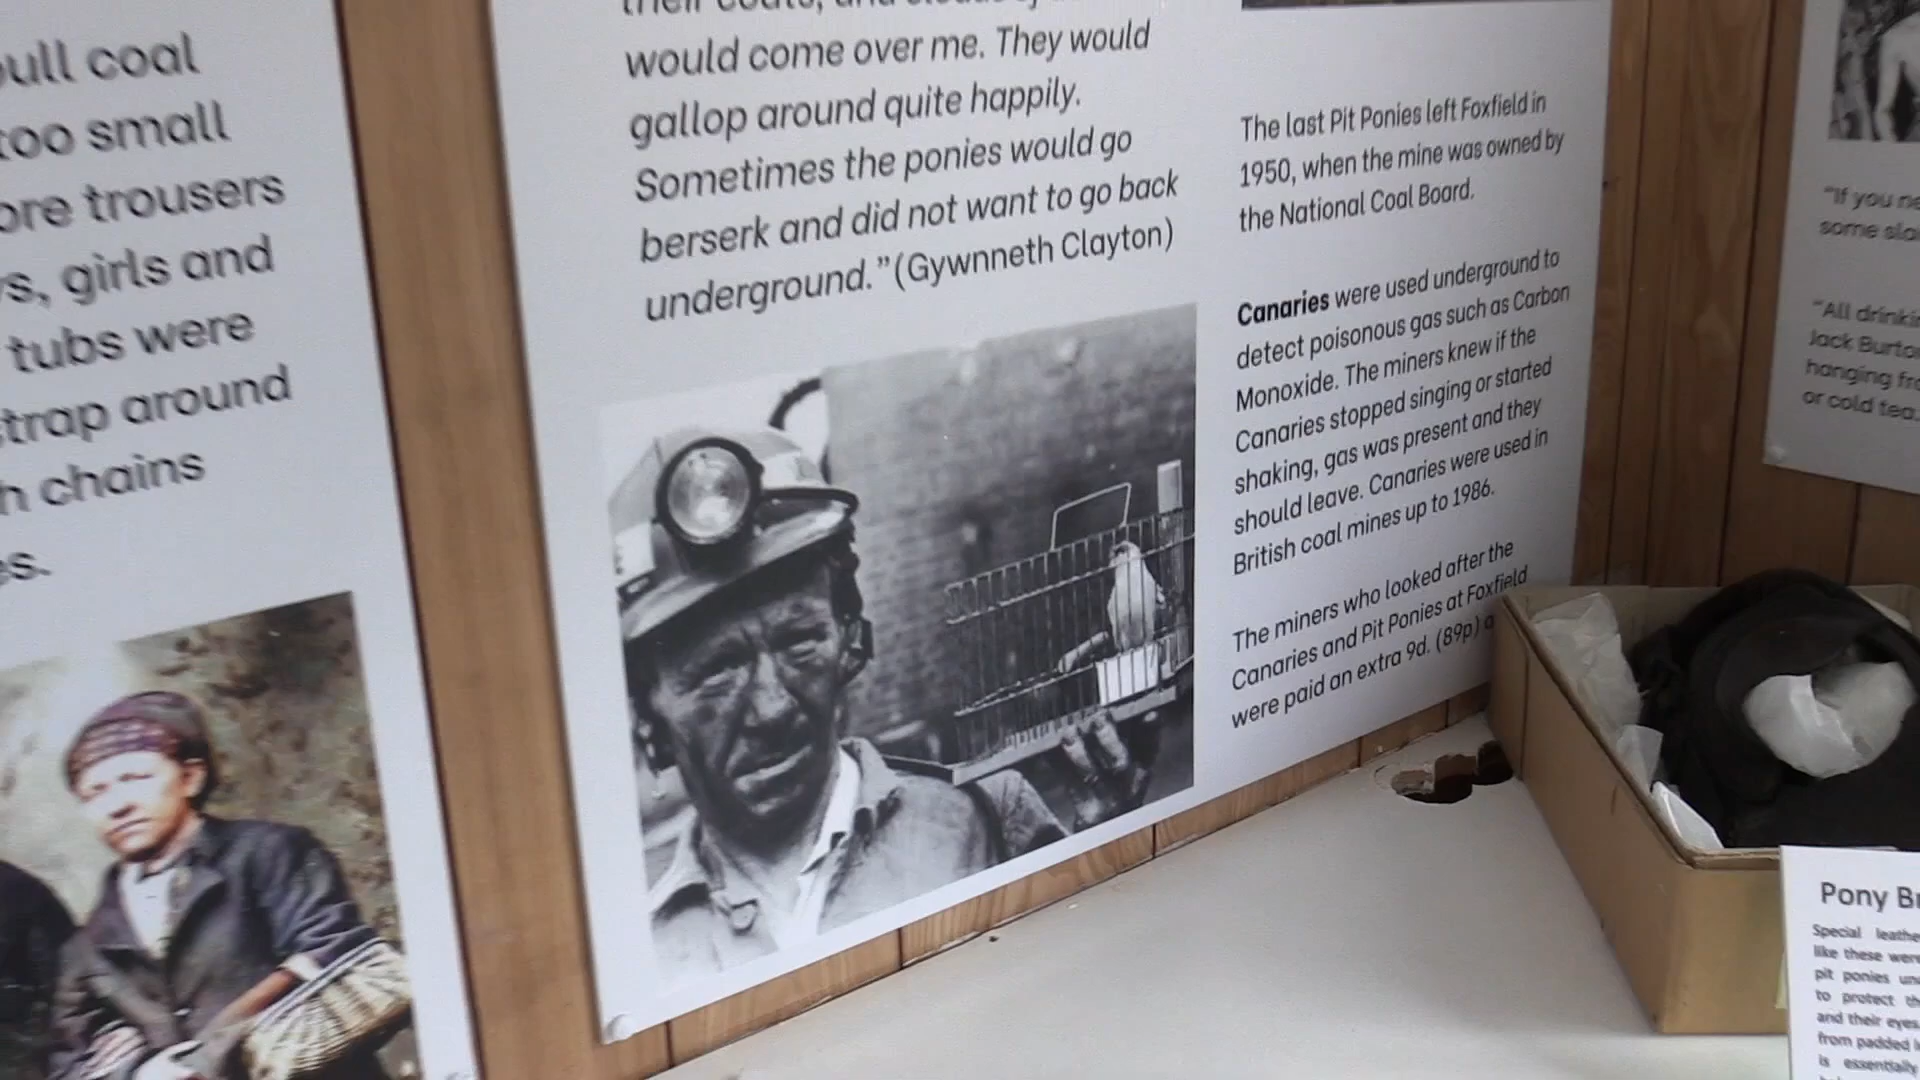 pull coal
too small
ore trousers
s, girls and
tubs were
strap around
h chains
es.
would come over me. They would
gallop around quite happily.
Sometimes the ponies would go
berserk and did not want to go back
underground." (Gywnneth Clayton)
The last Pit Ponies left Foxfield in
1950, when the mine was owned by
the National Coal Board.
Canaries were used underground to
detect poisonous gas such as Carbon
Monoxide. The miners knew if the
Canaries stopped singing or started
shaking, gas was present and they
should leave. Canaries were used in
British coal mines up to 1986.
The miners who looked after the
Canaries and Pit Ponies at Foxfield
were paid an extra 9d. (89p) a
"If you ne
some sla
"All drinkin
Jack Burto
hanging fro
or cold tea.
Pony B
Special leathe
like these were
pit ponies un
to protect th
and their eyes.
from padded l
is essentially